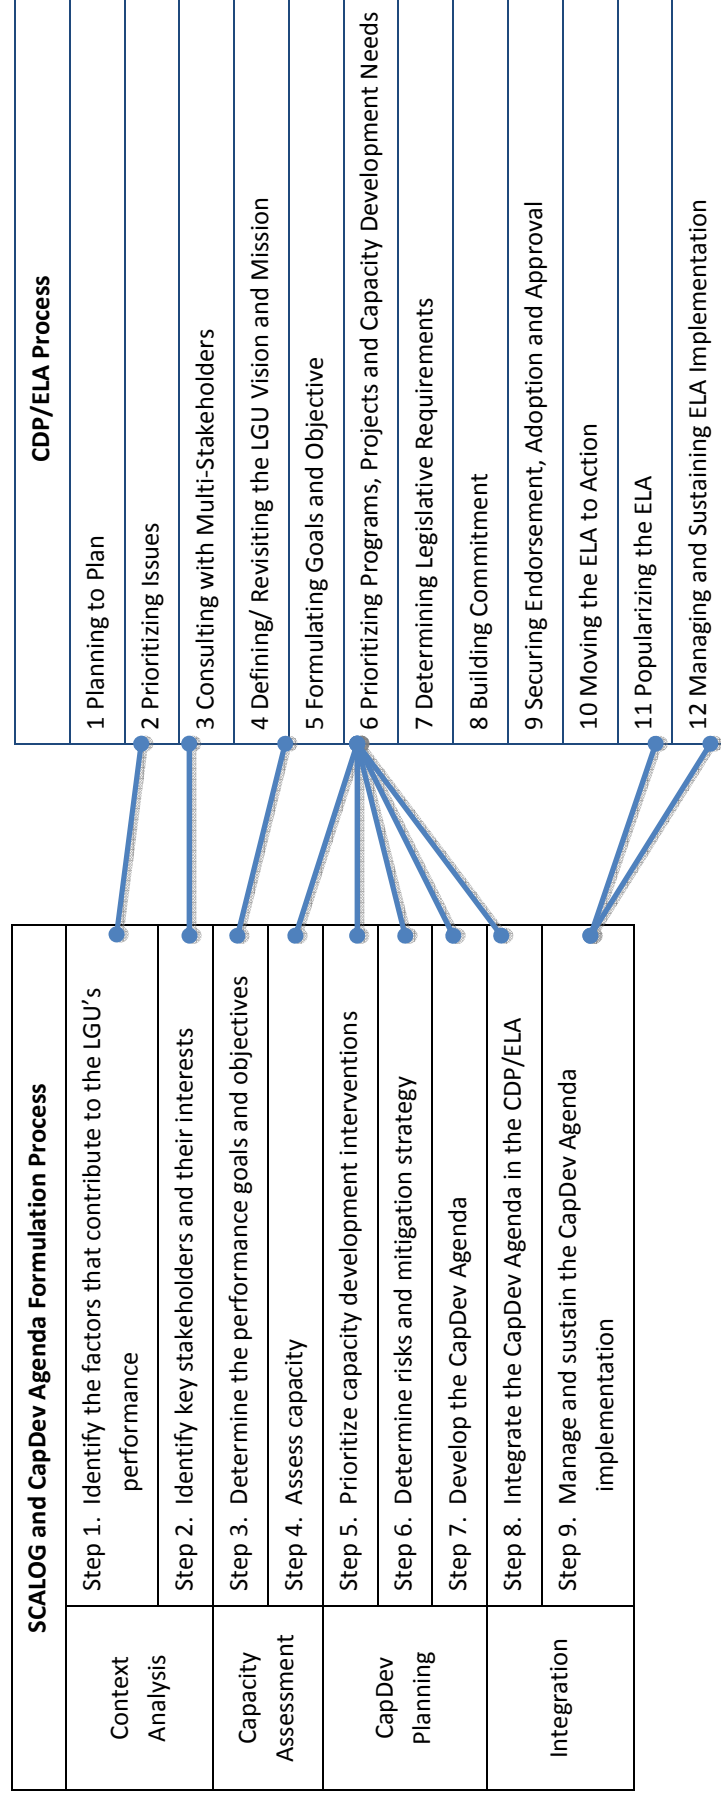 SCALOG and CapDev Agenda Formulation Process
Context
Analysis
Step 1. Identify the factors that contribute to the LGU’s
performance
Step 2. Identify key stakeholders and their interests
Capacity
Assessment
Step 3. Determine the performance goals and objectives
Step 4. Assess capacity
CapDev
Planning
Step 5. Prioritize capacity development interventions
Step 6. Determine risks and mitigation strategy
Step 7. Develop the CapDev Agenda
Integration
Step 8. Integrate the CapDev Agenda in the CDP/ELA
Step 9. Manage and sustain the CapDev Agenda
implementation
CDP/ELA Process
1 Planning to Plan
2 Prioritizing Issues
3 Consulting with Multi-Stakeholders
4 Defining/ Revisiting the LGU Vision and Mission
5 Formulating Goals and Objective
6 Prioritizing Programs, Projects and Capacity Development Needs
7 Determining Legislative Requirements
8 Building Commitment
9 Securing Endorsement, Adoption and Approval
10 Moving the ELA to Action
11 Popularizing the ELA
12 Managing and Sustaining ELA Implementation